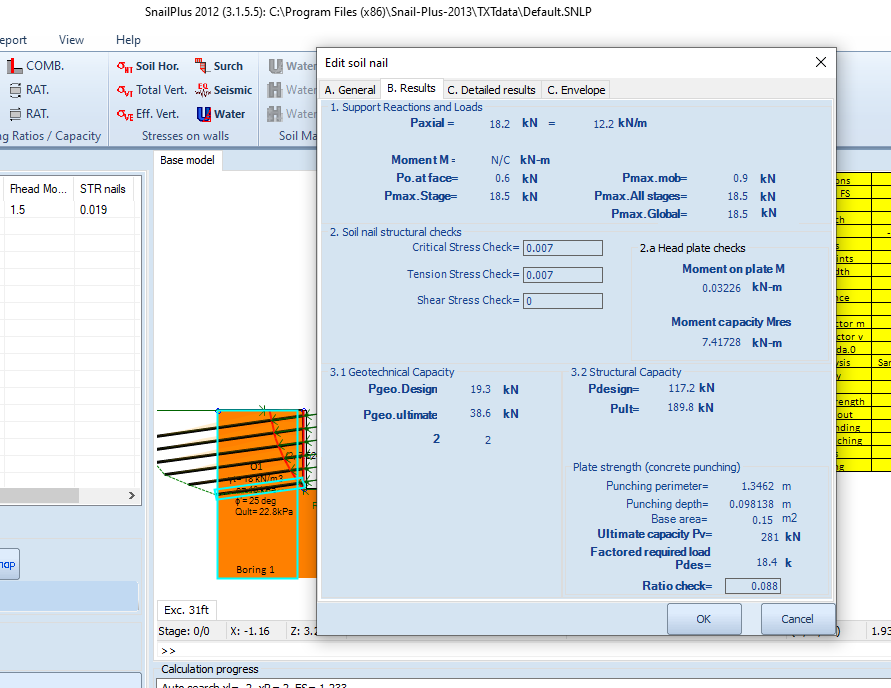 SnailPlus 2012 (3.1.5.5): C:\Program Files (x86)\Snail-Plus-2013\TXTdata\Default.SNLP
eport View Help
COMB. Soil Hor. Surch Water
RAT. Total Vert. Seismic Wate
RAT. Eff. Vert. Water Wate
ng Ratios / Capacity Stresses on walls Soil Ma
Base model
Fhead Mo... STR nails
1.5 0.019
Edit soil nail
A. General B. Results C. Detailed results C. Envelope
1. Support Reactions and Loads
Paxial = 18.2 kN = 12.2 kN/m
Moment M = N/C kN-m
Po.at face= 0.6 kN Pmax.mob= 0.9 kN
Pmax.Stage= 18.5 kN Pmax.All stages= 18.5 kN
Pmax.Global= 18.5 kN
2. Soil nail structural checks
Critical Stress Check= 0.007
Tension Stress Check= 0.007
Shear Stress Check= 0
2.a Head plate checks
Moment on plate M
0.03226 kN-m
Moment capacity Mres
7.41728 kN-m
3.1 Geotechnical Capacity
Pgeo.Design 19.3 kN
Pgeo.ultimate 38.6 kN
2 2
3.2 Structural Capacity
Pdesign= 117.2 kN
Pult= 189.8 kN
Plate strength (concrete punching)
Punching perimeter= 1.3462 m
Punching depth= 0.098138 m
Base area= 0.15 m2
Ultimate capacity Pv= 281 kN
Factored required load
Pdes= 18.4 k
Ratio check= 0.088
OK Cancel
ons
FS
ch
ints
dth
nce
ctor m
ctor v
da.0
ysis Sar
y
rength
out
nding
ching
g
O1
ϕ = 25 deg
Qult= 22.8kPa
Boring 1
map
Exc. 31ft
Stage: 0/0 X: -1.16 Z: 3.2 1.93
>>
Calculation progress
Auto search xL= -2, xR= 2, FS= 1.233